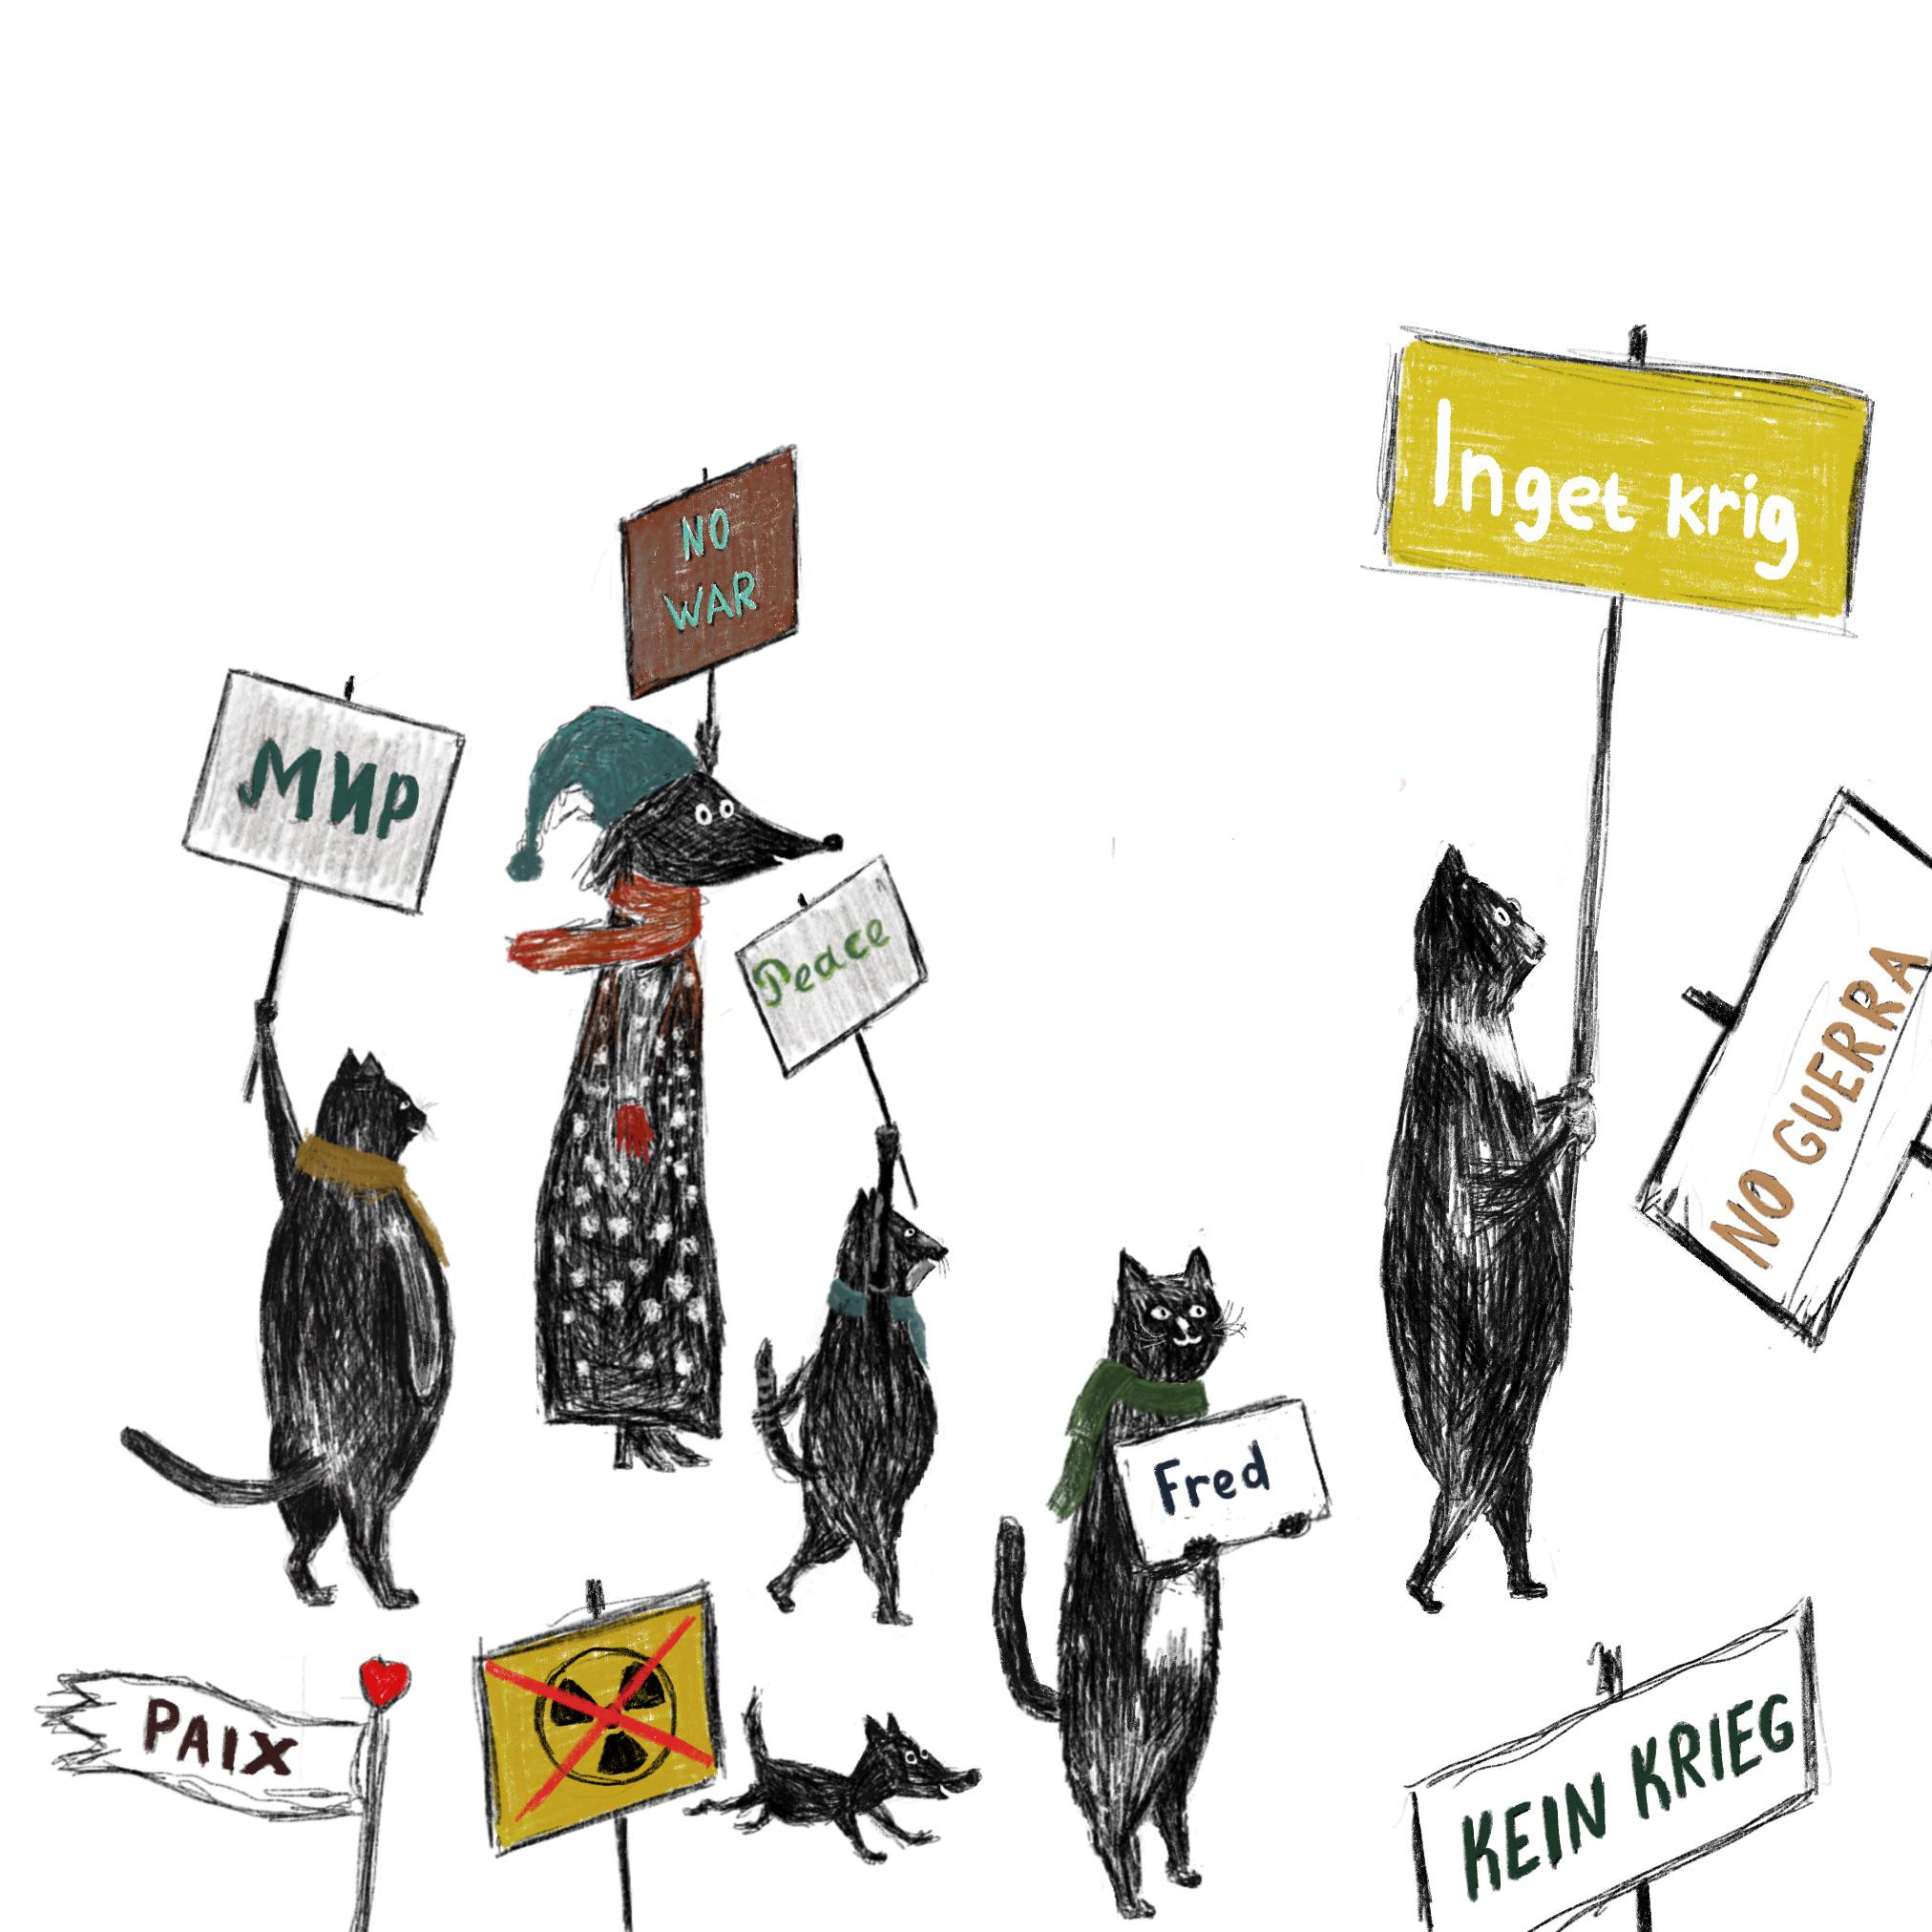 Inget krig
NO
WAR
МИР
Peace
NO GUERRA
Fred
PAIX
KEIN KRIEG